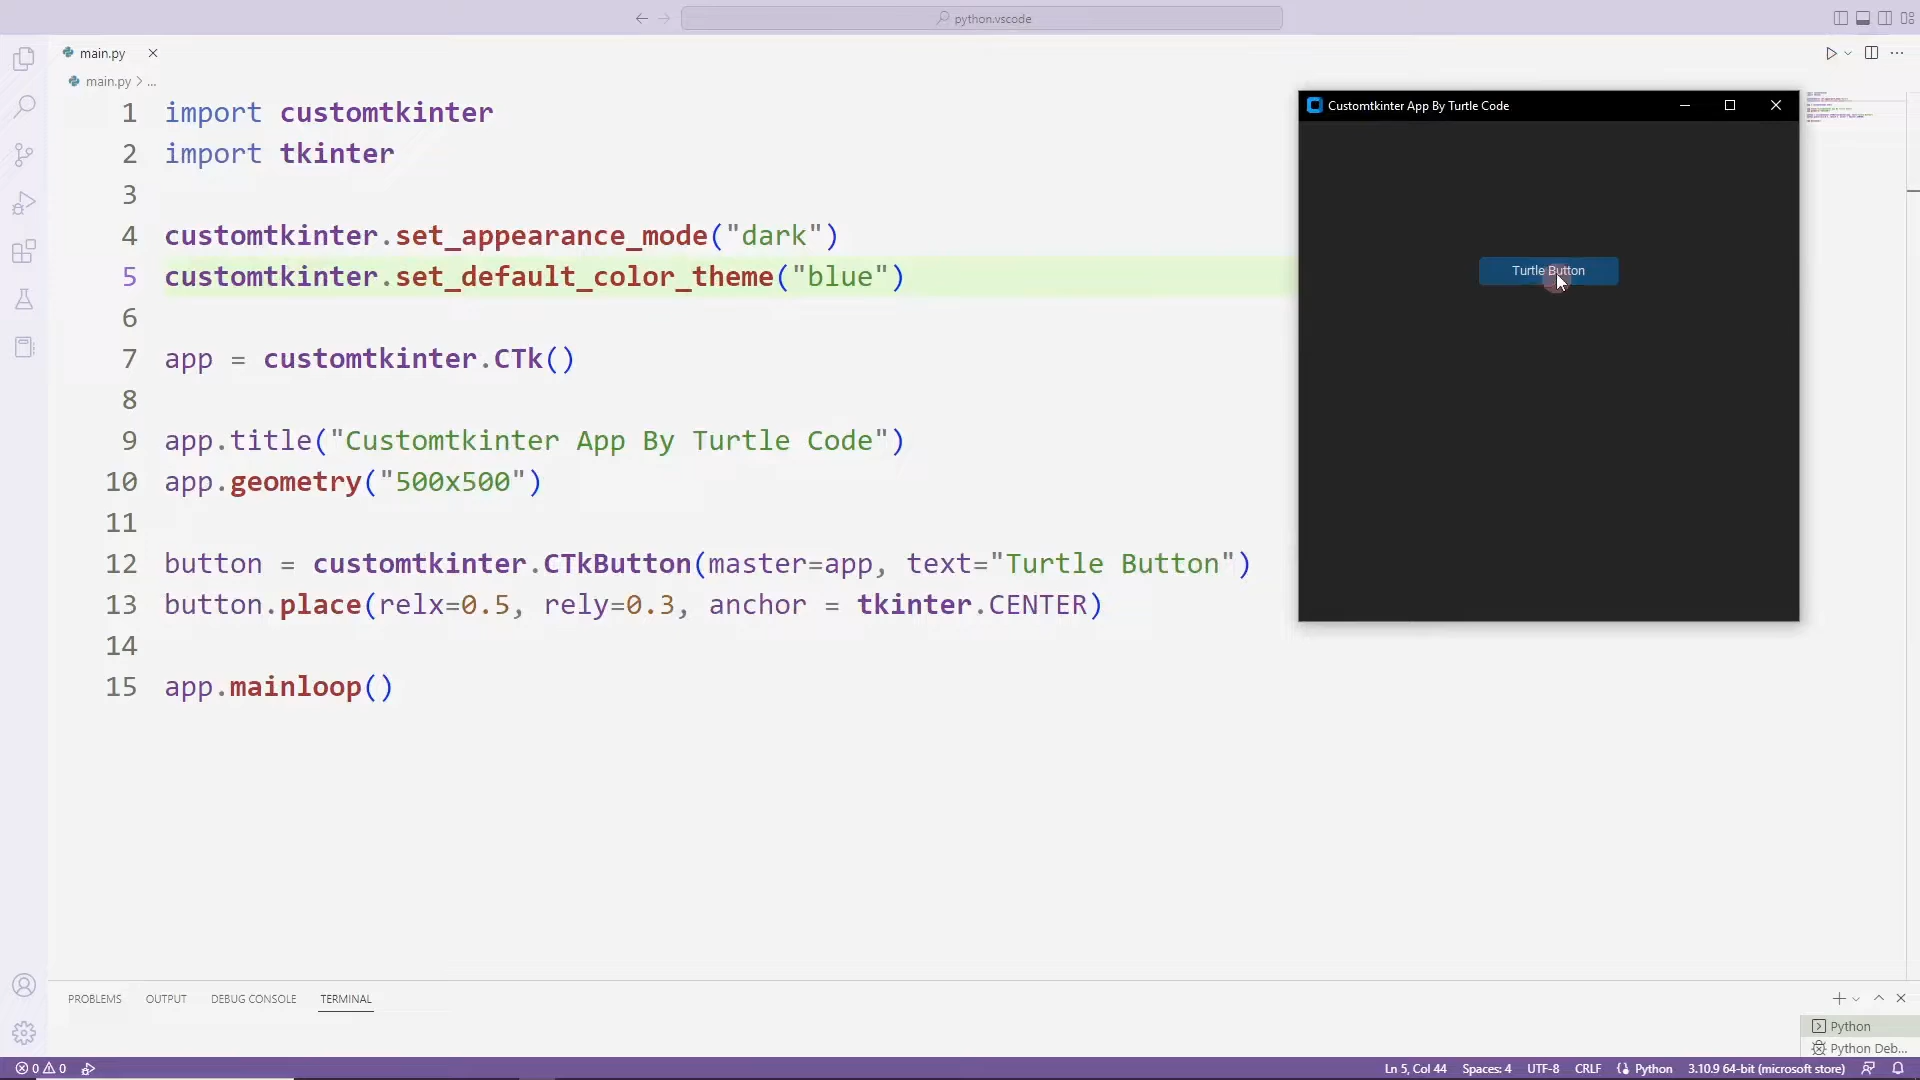 python.vscode
main.py
main.py > ...
1 import customtkinter
2 import tkinter
3
4 customtkinter.set_appearance_mode("dark")
5 customtkinter.set_default_color_theme("blue")
6
7 app = customtkinter.CTk()
8
9 app.title("Customtkinter App By Turtle Code")
10 app.geometry("500x500")
11
12 button = customtkinter.CTkButton(master=app, text="Turtle Button")
13 button.place(relx=0.5, rely=0.3, anchor = tkinter.CENTER)
14
15 app.mainloop()
Customtkinter App By Turtle Code
Turtle Button
PROBLEMS OUTPUT DEBUG CONSOLE TERMINAL
Python
Python Deb...
0 0 Ln 5, Col 44 Spaces: 4 UTF-8 CRLF Python 3.10.9 64-bit (microsoft store)